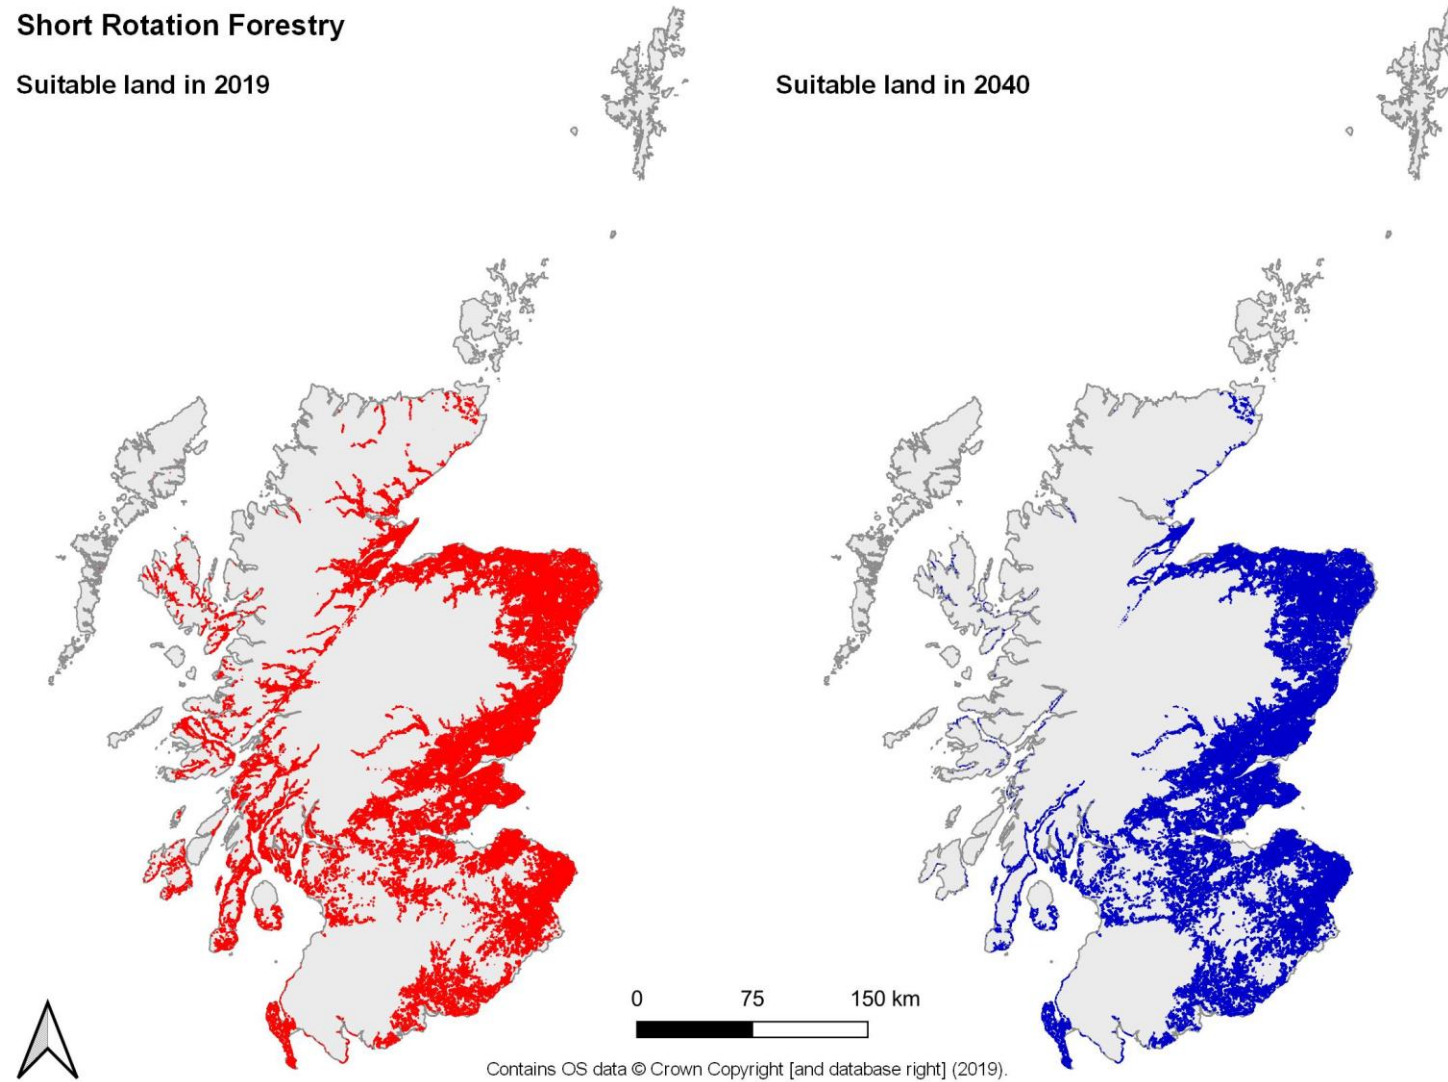 Short Rotation Forestry
Suitable land in 2019
Suitable land in 2040
0 75 150 km
Contains OS data © Crown Copyright [and database right] (2019).